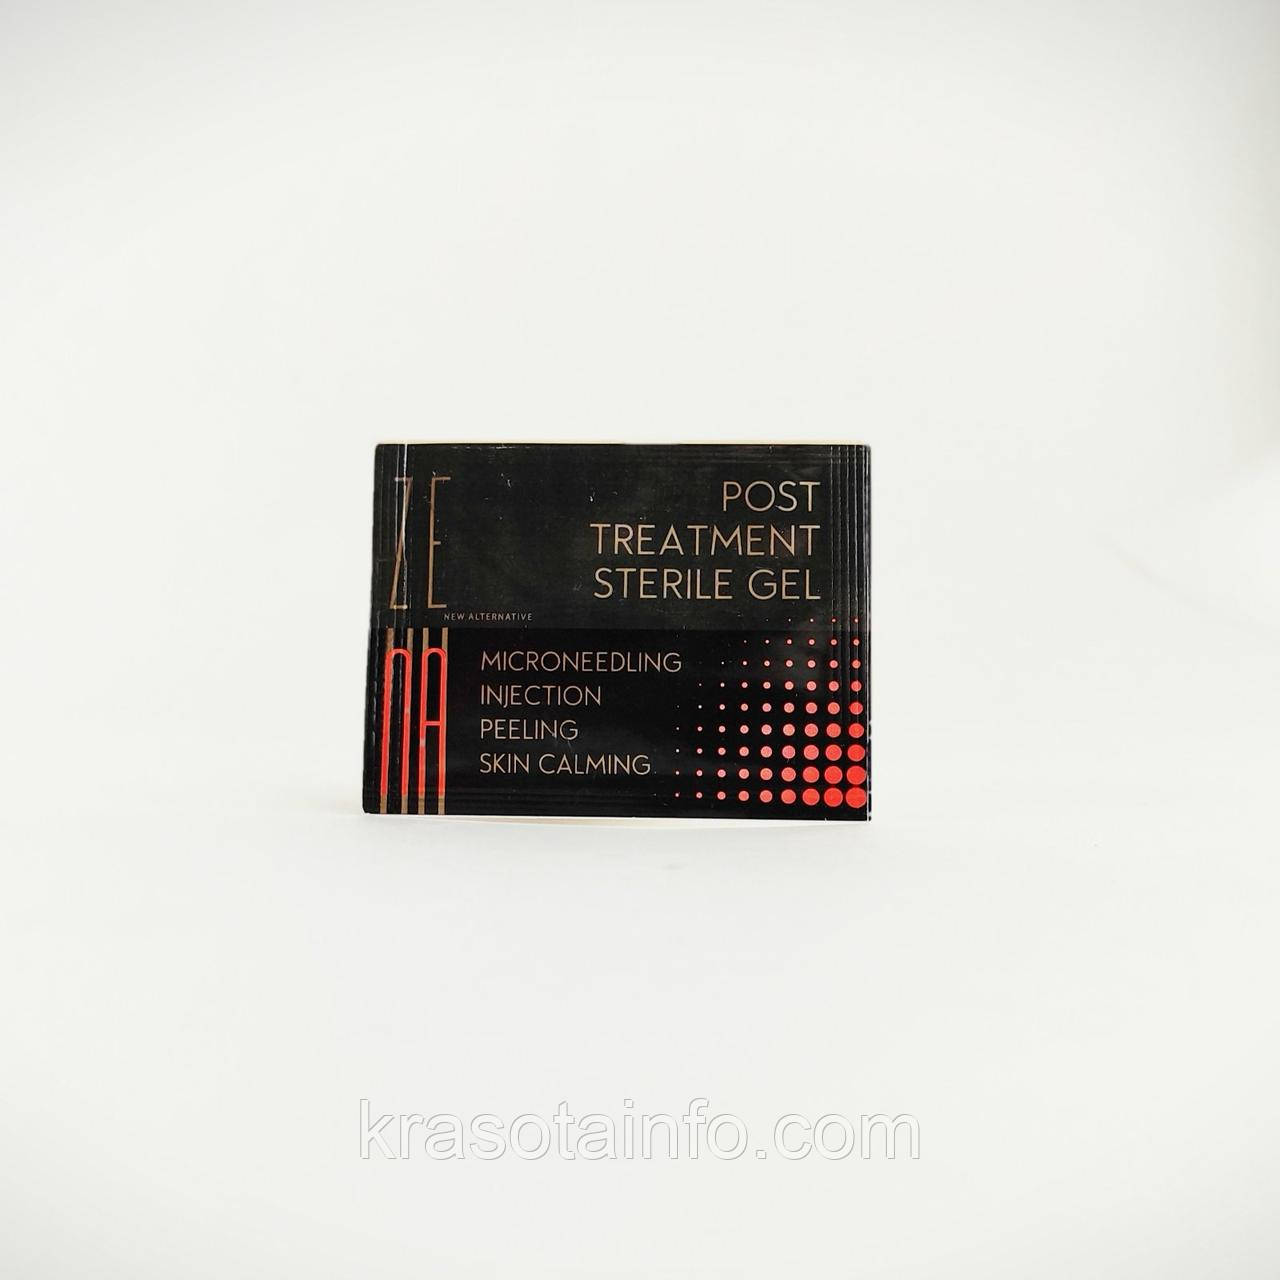 ZE
NA
NEW ALTERNATIVE
POST
TREATMENT
STERILE GEL
MICRONEEDLING
INJECTION
PEELING
SKIN CALMING
krasotainfo.com